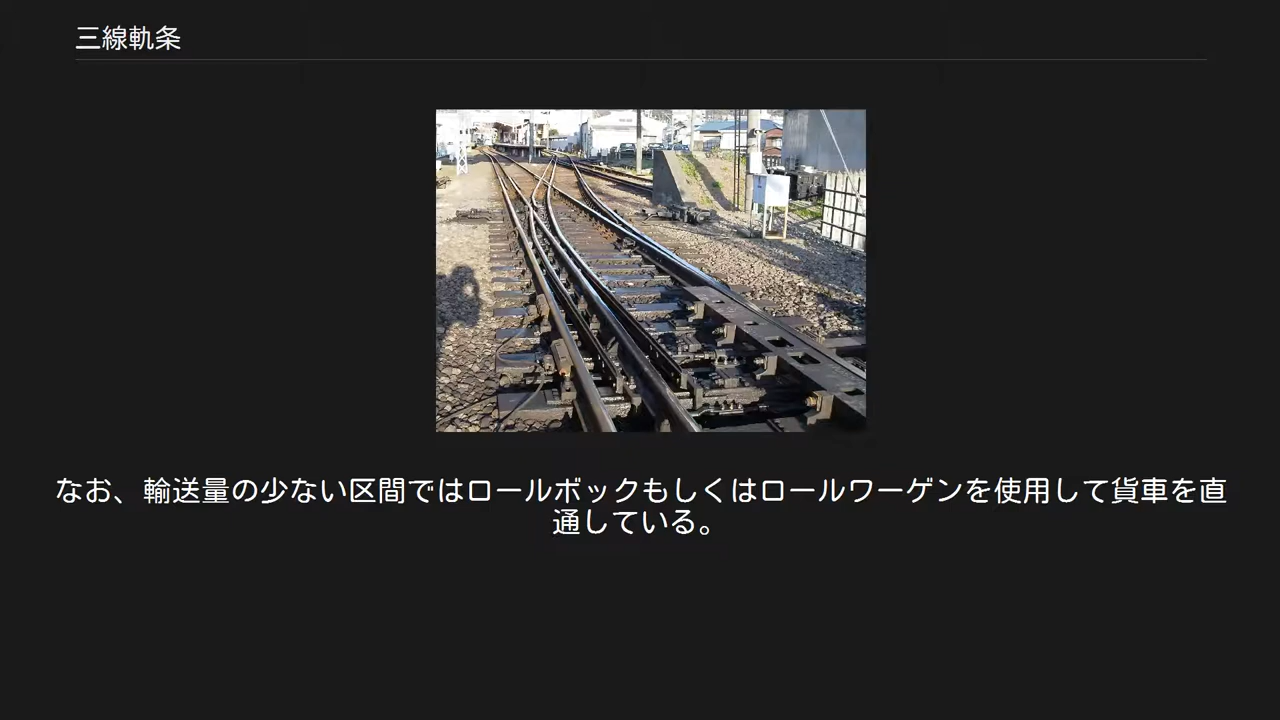 三線軌条
なお、輸送量の少ない区間ではロールボックもしくはロールワーゲンを使用して貨車を直
通している。